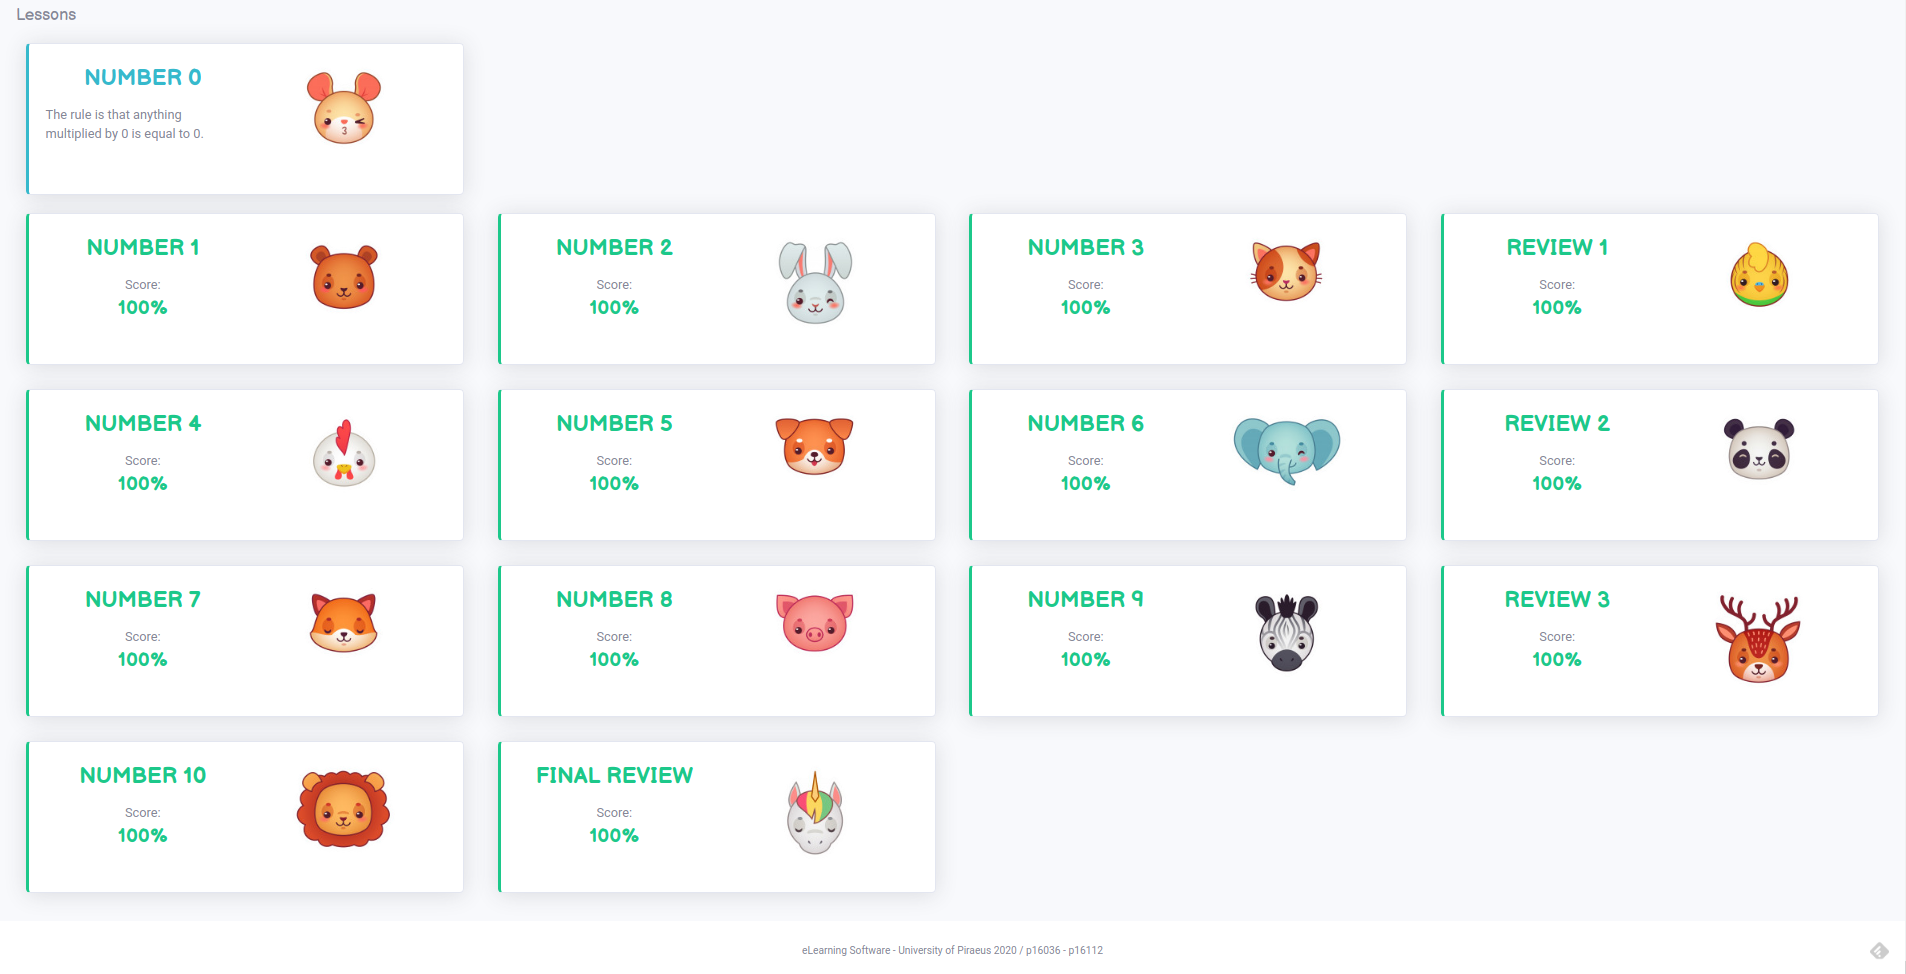 Lessons
NUMBER 0
The rule is that anything
multiplied by 0 is equal to 0.
NUMBER 1
Score:
100%
NUMBER 2
Score:
100%
NUMBER 3
Score:
100%
REVIEW 1
Score:
100%
NUMBER 4
Score:
100%
NUMBER 5
Score:
100%
NUMBER 6
Score:
100%
REVIEW 2
Score:
100%
NUMBER 7
Score:
100%
NUMBER 8
Score:
100%
NUMBER 9
Score:
100%
REVIEW 3
Score:
100%
NUMBER 10
Score:
100%
FINAL REVIEW
Score:
100%
eLearning Software - University of Piraeus 2020 / p16036 - p16112